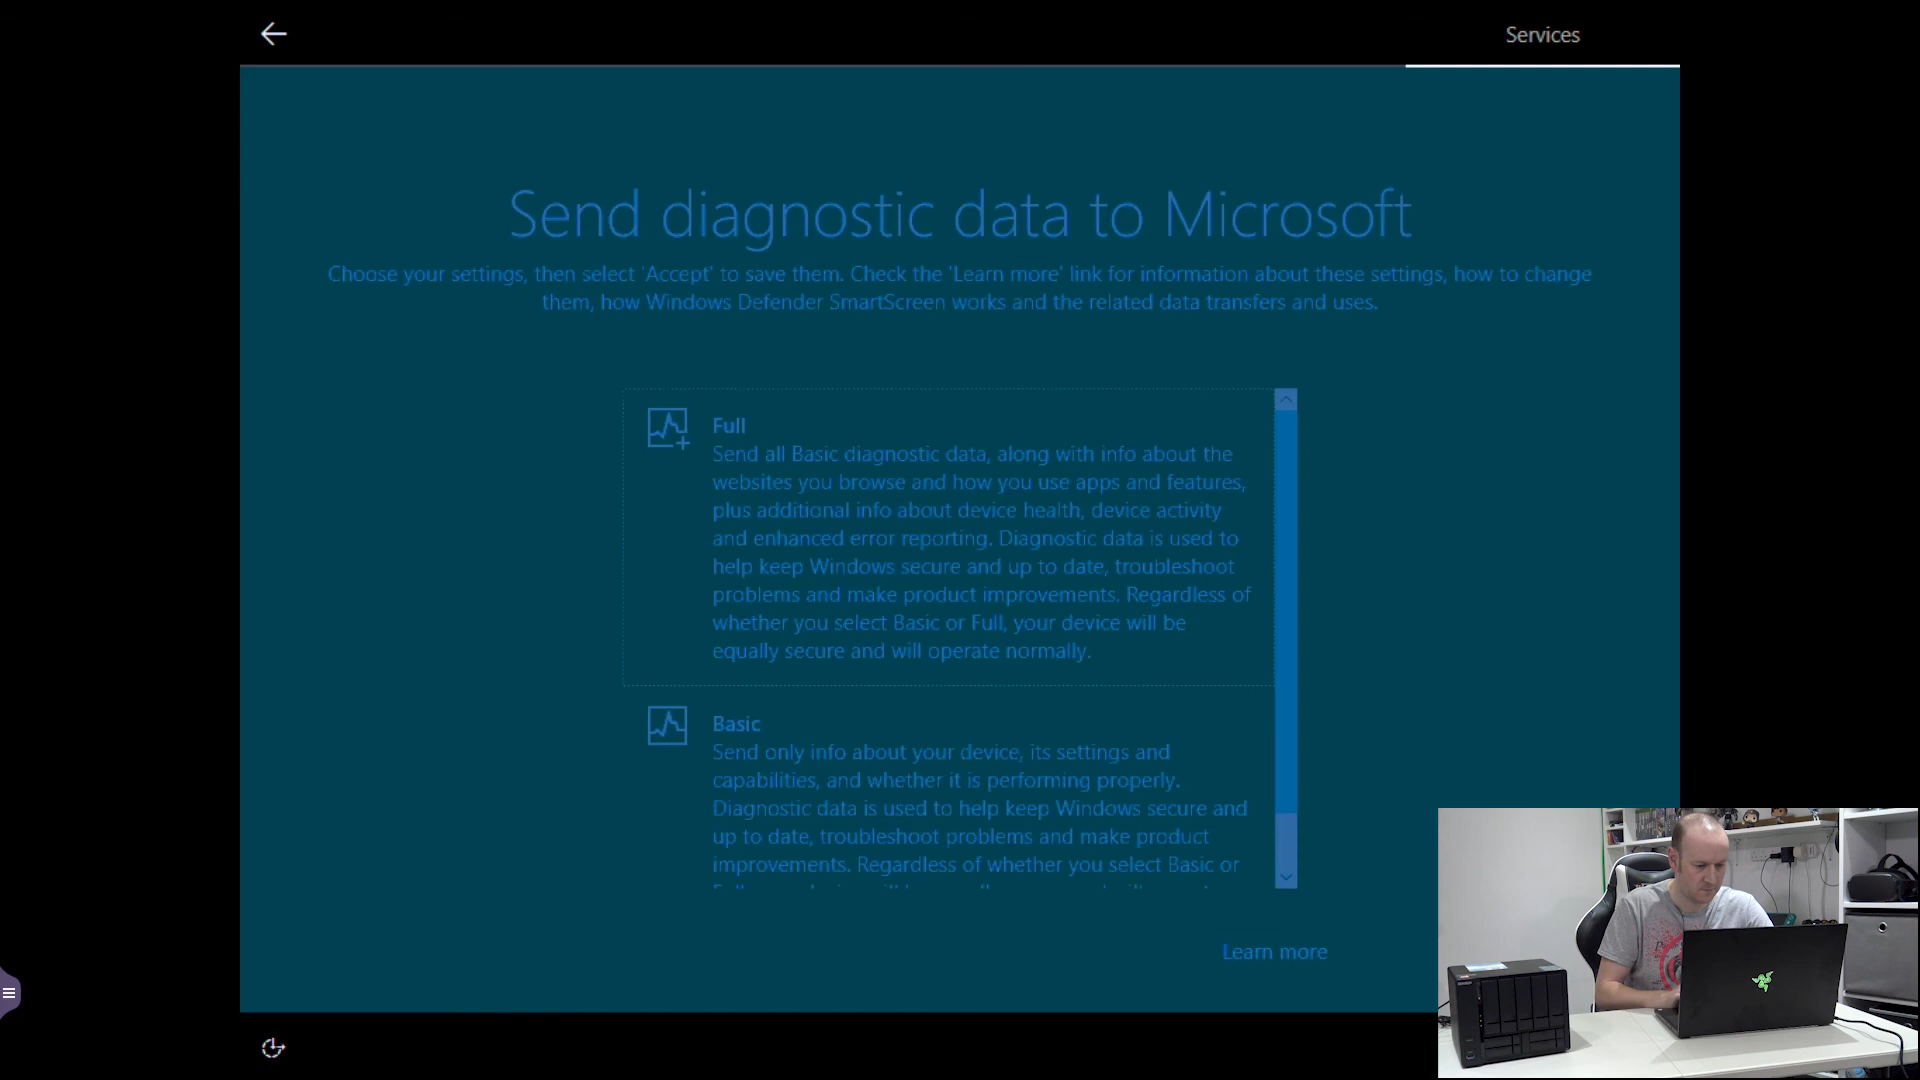 Services
Send diagnostic data to Microsoft
Choose your settings, then select 'Accept' to save them. Check the 'Learn more' link for information about these settings, how to change
them, how Windows Defender SmartScreen works and the related data transfers and uses.
Full
Send all Basic diagnostic data, along with info about the
websites you browse and how you use apps and features,
plus additional info about device health, device activity
and enhanced error reporting. Diagnostic data is used to
help keep Windows secure and up to date, troubleshoot
problems and make product improvements. Regardless of
whether you select Basic or Full, your device will be
equally secure and will operate normally.
Basic
Send only info about your device, its settings and
capabilities, and whether it is performing properly.
Diagnostic data is used to help keep Windows secure and
up to date, troubleshoot problems and make product
improvements. Regardless of whether you select Basic or
Learn more